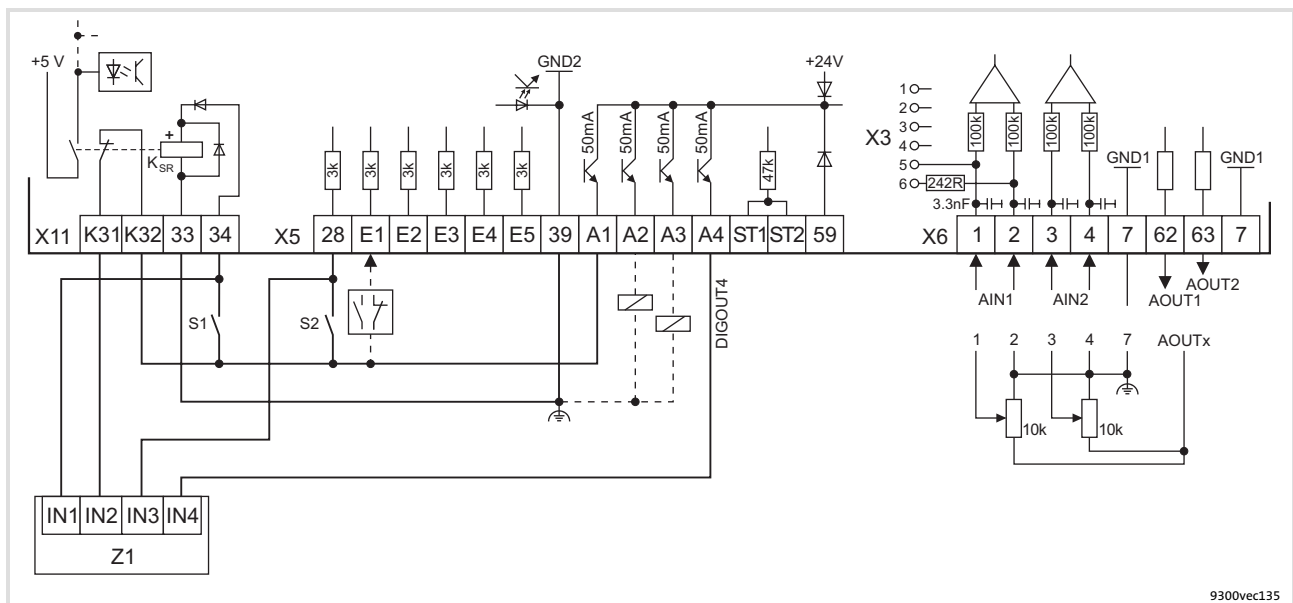 +5 V
GND2
+24V
+
K SR
3k
3k
3k
3k
3k
3k
50mA
50mA
50mA
50mA
47k
X3
1
2
3
4
5
6
242R
100k
100k
100k
100k
3.3nF
GND1
GND1
X11 K31 K32 33 34
X5 28 E1 E2 E3 E4 E5 39 A1 A2 A3 A4 ST1 ST2 59
X6 1 2 3 4 7 62 63 7
S1
S2
DIGOUT4
AIN1
AIN2
AOUT1
AOUT2
1 2 3 4 7 AOUTx
10k
10k
IN1 IN2 IN3 IN4
Z1
9300vec135